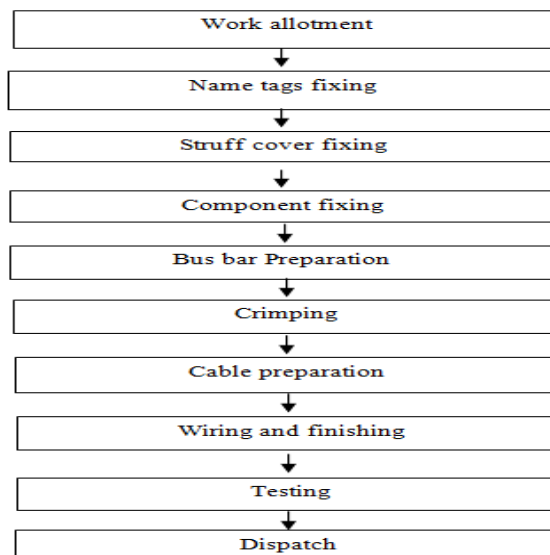 Work allotment
Name tags fixing
Struff cover fixing
Component fixing
Bus bar Preparation
Crimping
Cable preparation
Wiring and finishing
Testing
Dispatch